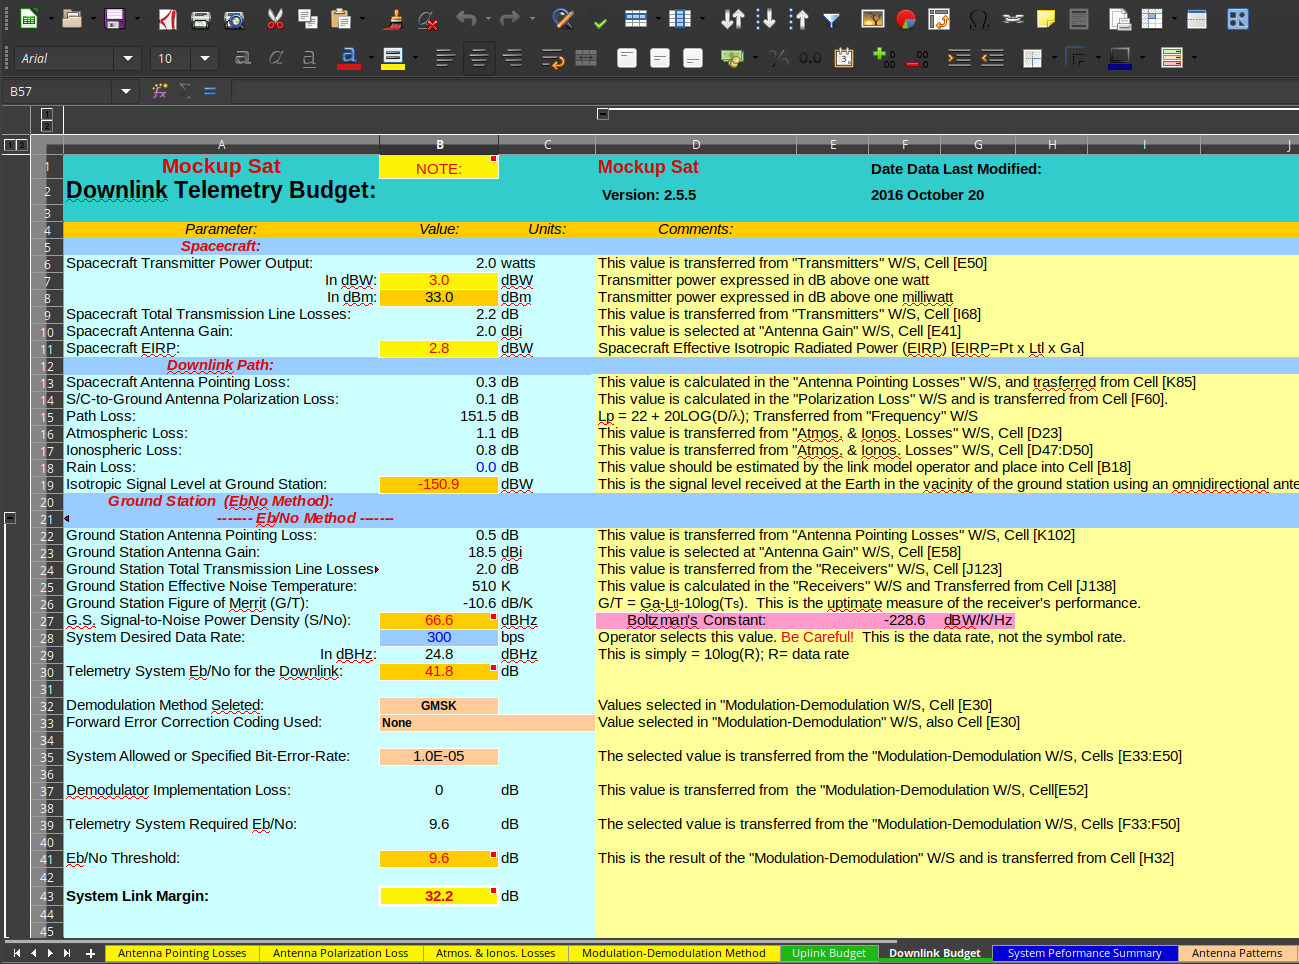 Arial 10
B57
A B C D E F G H I J
1 Mockup Sat NOTE: Mockup Sat Date Data Last Modified:
2 Downlink Telemetry Budget: Version: 2.5.5 2016 October 20
3
4 Parameter: Value: Units: Comments:
5 Spacecraft:
6 Spacecraft Transmitter Power Output: 2.0 watts This value is transferred from "Transmitters" W/S, Cell [E50]
7 In dBW: 3.0 dBW Transmitter power expressed in dB above one watt
8 In dBm: 33.0 dBm Transmitter power expressed in dB above one milliwatt
9 Spacecraft Total Transmission Line Losses: 2.2 dB This value is transferred from "Transmitters" W/S, Cell [I68]
10 Spacecraft Antenna Gain: 2.0 dBi This value is selected at "Antenna Gain" W/S, Cell [E41]
11 Spacecraft EIRP: 2.8 dBW Spacecraft Effective Isotropic Radiated Power (EIRP) [EIRP=Pt x Ltl x Ga]
12 Downlink Path:
13 Spacecraft Antenna Pointing Loss: 0.3 dB This value is calculated in the "Antenna Pointing Losses" W/S, and trasferred from Cell [K85]
14 S/C-to-Ground Antenna Polarization Loss: 0.1 dB This value is calculated in the "Polarization Loss" W/S and is transferred from Cell [F60].
15 Path Loss: 151.5 dB Lp = 22 + 20LOG(D/λ); Transferred from "Frequency" W/S
16 Atmospheric Loss: 1.1 dB This value is transferred from "Atmos. & Ionos. Losses" W/S, Cell [D23]
17 Ionospheric Loss: 0.8 dB This value is transferred from "Atmos. & Ionos. Losses" W/S, Cell [D47:D50]
18 Rain Loss: 0.0 dB This value should be estimated by the link model operator and place into Cell [B18]
19 Isotropic Signal Level at Ground Station: -150.9 dBW This is the signal level received at the Earth in the vacinity of the ground station using an omnidirectional ante
20 Ground Station (EbNo Method):
21 ------- Eb/No Method -------
22 Ground Station Antenna Pointing Loss: 0.5 dB This value is transferred from "Antenna Pointing Losses" W/S, Cell [K102]
23 Ground Station Antenna Gain: 18.5 dBi This value is selected at "Antenna Gain" W/S, Cell [E58]
24 Ground Station Total Transmission Line Losses 2.0 dB This value is transferred from the "Receivers" W/S, Cell [J123]
25 Ground Station Effective Noise Temperature: 510 K This value is calculated in the "Receivers" W/S and Transferred from Cell [J138]
26 Ground Station Figure of Merrit (G/T): -10.6 dB/K G/T = Ga-Ltl-10log(Ts). This is the uptimate measure of the receiver's performance.
27 G.S. Signal-to-Noise Power Density (S/No): 66.6 dBHz Boltzman's Constant: -228.6 dBW/K/Hz
28 System Desired Data Rate: 300 bps Operator selects this value. Be Careful! This is the data rate, not the symbol rate.
29 In dBHz: 24.8 dBHz This is simply = 10log(R); R= data rate
30 Telemetry System Eb/No for the Downlink: 41.8 dB
31
32 Demodulation Method Seleted: GMSK Values selected in "Modulation-Demodulation W/S, Cell [E30]
33 Forward Error Correction Coding Used: None Value selected in "Modulation-Demodulation" W/S, also Cell [E30]
34
35 System Allowed or Specified Bit-Error-Rate: 1.0E-05 The selected value is transferred from the "Modulation-Demodulation W/S, Cells [E33:E50]
36
37 Demodulator Implementation Loss: 0 dB This value is transferred from the "Modulation-Demodulation W/S, Cell[E52]
38
39 Telemetry System Required Eb/No: 9.6 dB The selected value is transferred from the "Modulation-Demodulation W/S, Cells [F33:F50]
40
41 Eb/No Threshold: 9.6 dB This is the result of the "Modulation-Demodulation" W/S and is transferred from Cell [H32]
42
43 System Link Margin: 32.2 dB
44
45
Antenna Pointing Losses Antenna Polarization Loss Atmos. & Ionos. Losses Modulation-Demodulation Method Uplink Budget Downlink Budget System Peformance Summary Antenna Patterns